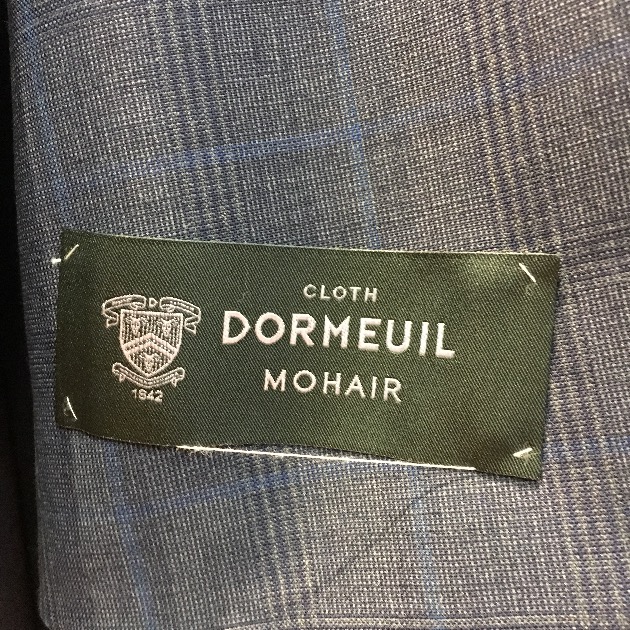 CLOTH
DORMEUIL
MOHAIR
D
1842